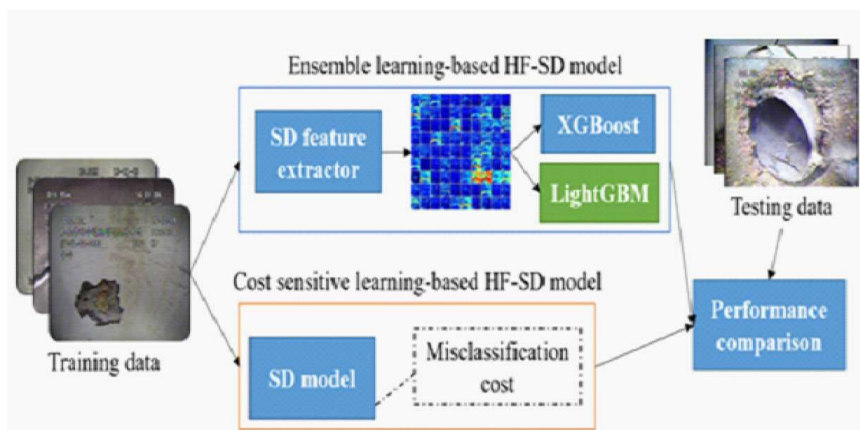 Ensemble learning-based HF-SD model
SD feature
extractor
XGBoost
LightGBM
Training data
Testing data
Cost sensitive learning-based HF-SD model
SD model
Misclassification
cost
Performance
comparison